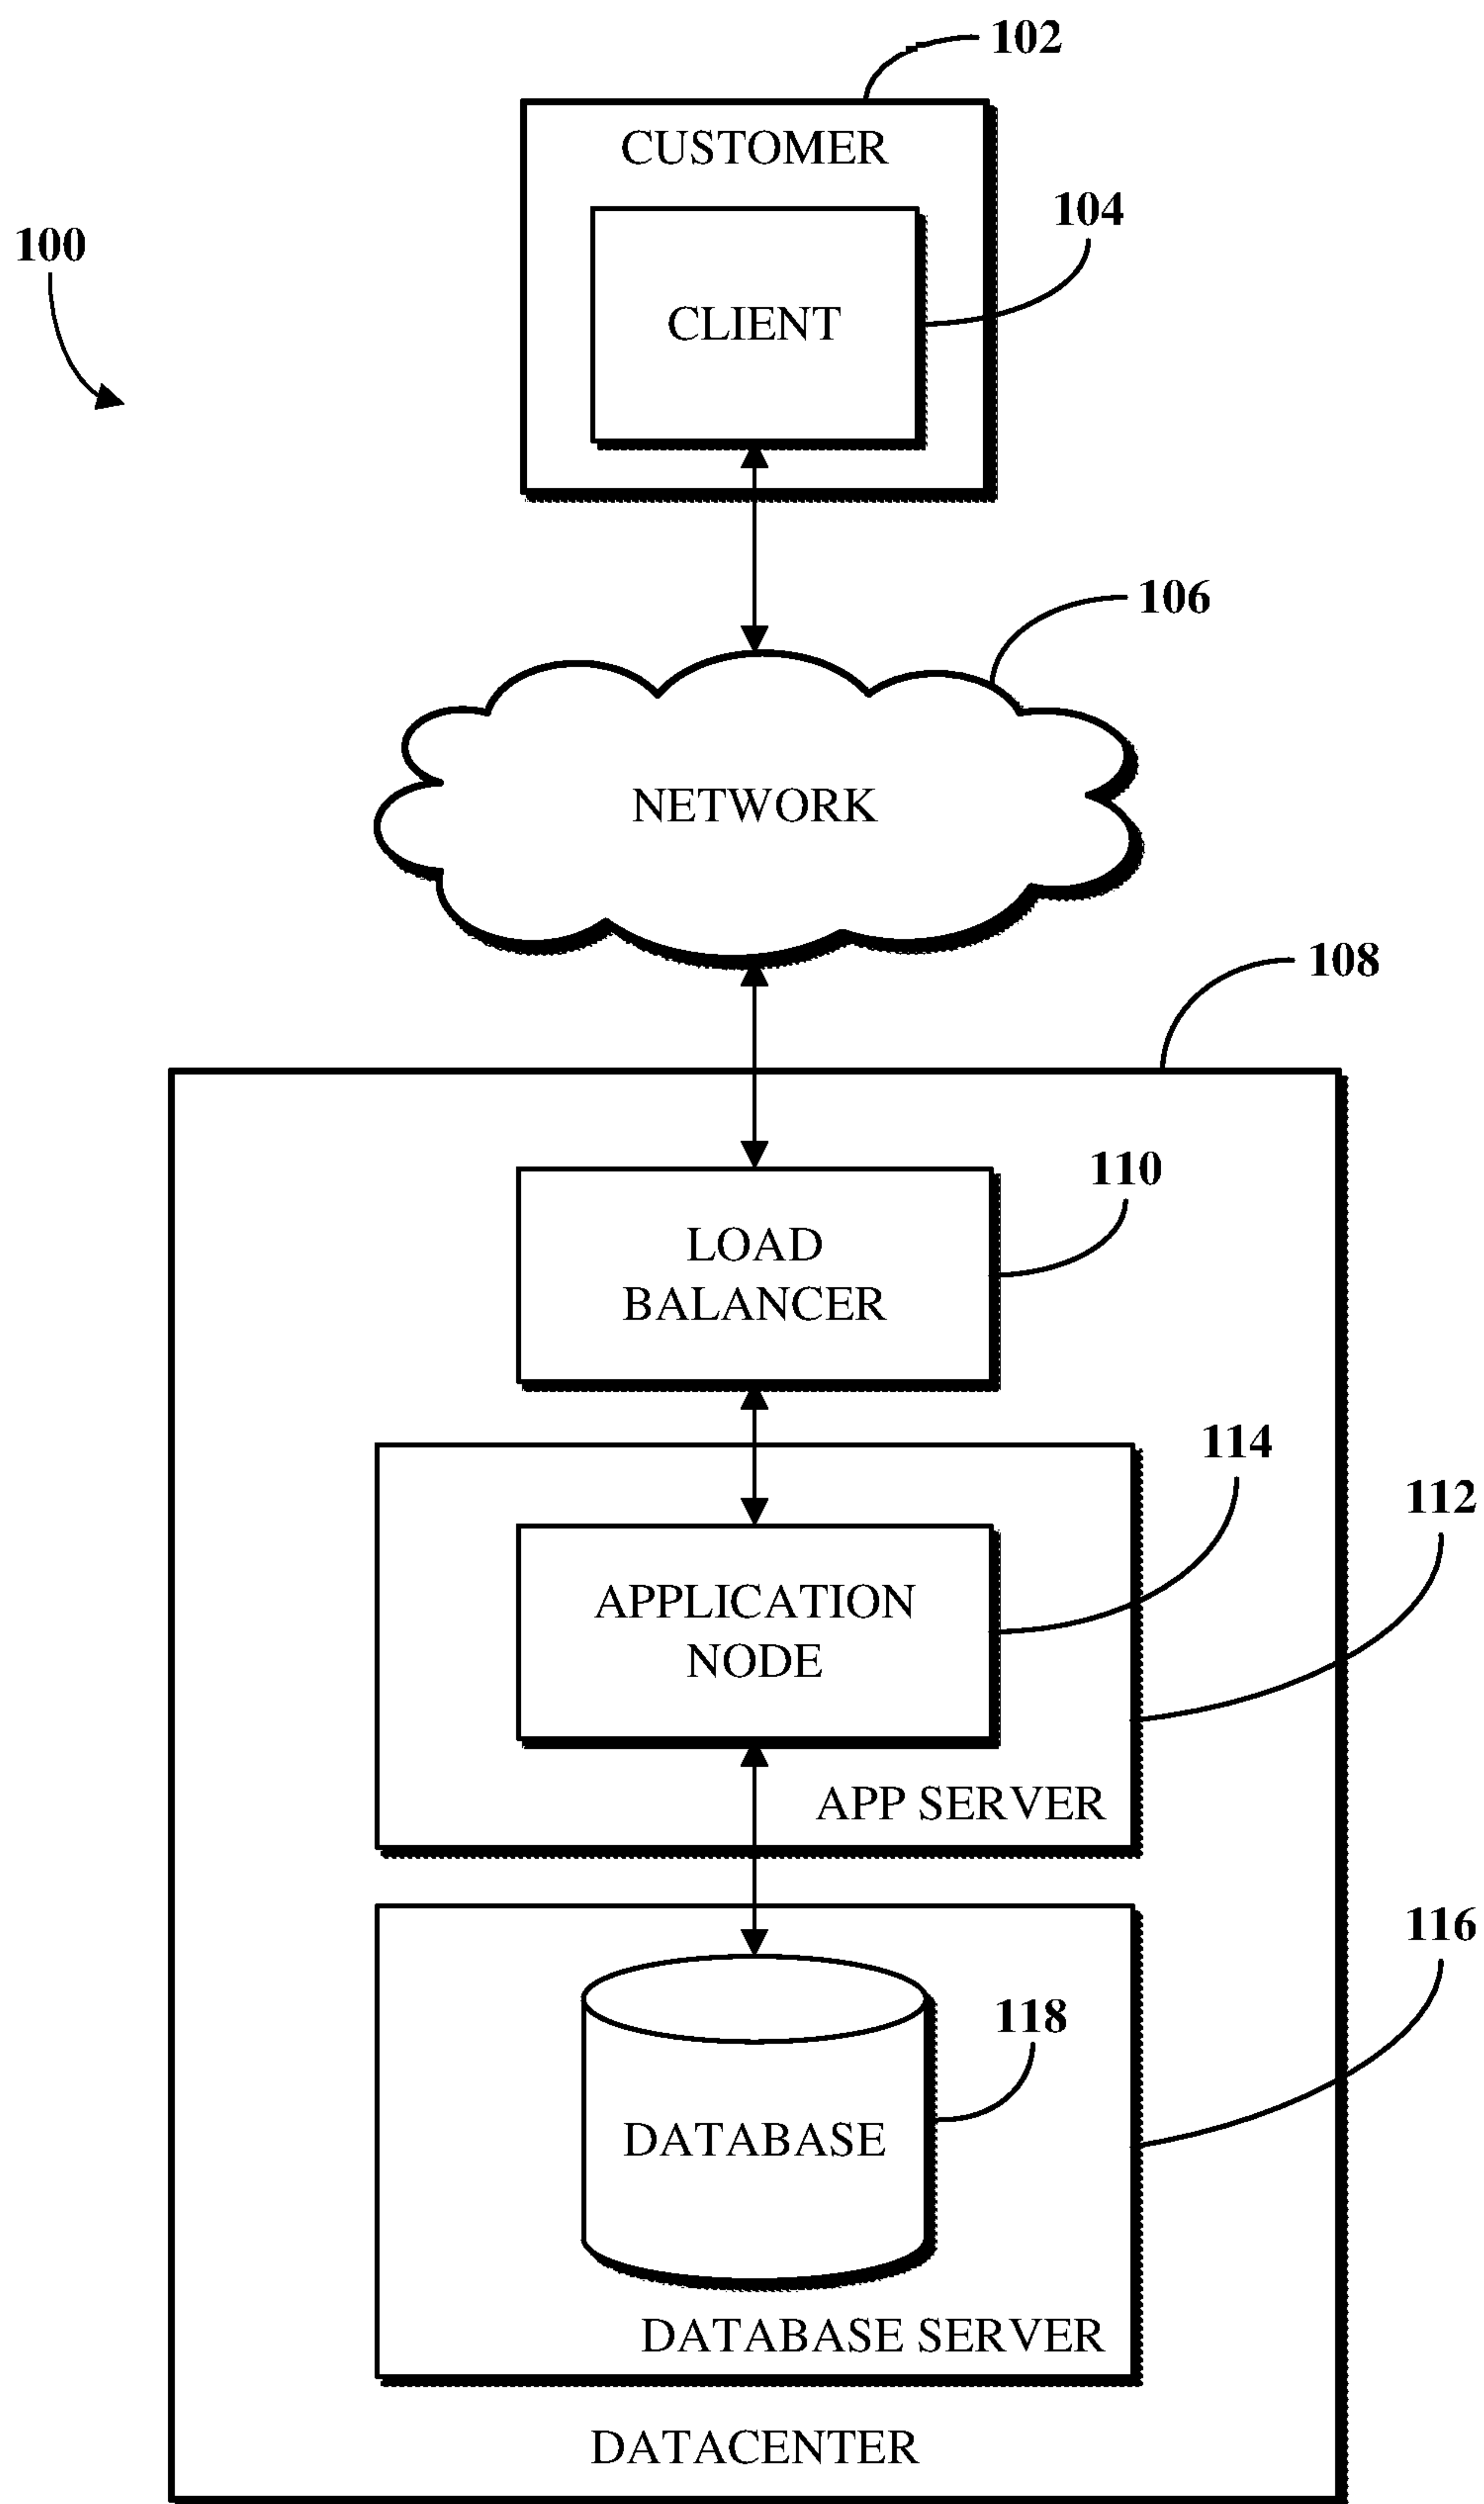 102
CUSTOMER
104
100
CLIENT
106
NETWORK
108
110
LOAD
BALANCER
114
112
APPLICATION
NODE
APP SERVER
116
118
DATABASE
DATABASE SERVER
DATACENTER